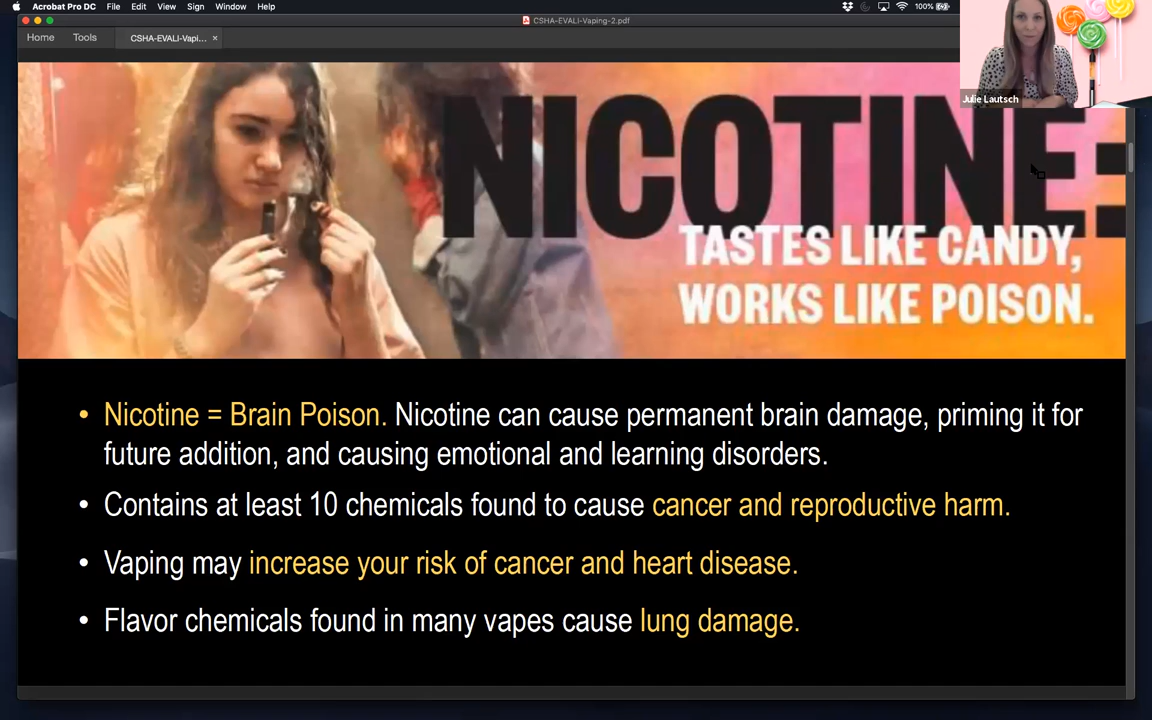 Acrobat Pro DC File Edit View Sign Window Help 100%
CSHA-EVALI-Vaping-2.pdf
Home Tools CSHA-EVALI-Vapi... ×
Julie Lautsch
NICOTINE:
TASTES LIKE CANDY,
WORKS LIKE POISON.
• Nicotine = Brain Poison. Nicotine can cause permanent brain damage, priming it for
future addition, and causing emotional and learning disorders.
• Contains at least 10 chemicals found to cause cancer and reproductive harm.
• Vaping may increase your risk of cancer and heart disease.
• Flavor chemicals found in many vapes cause lung damage.